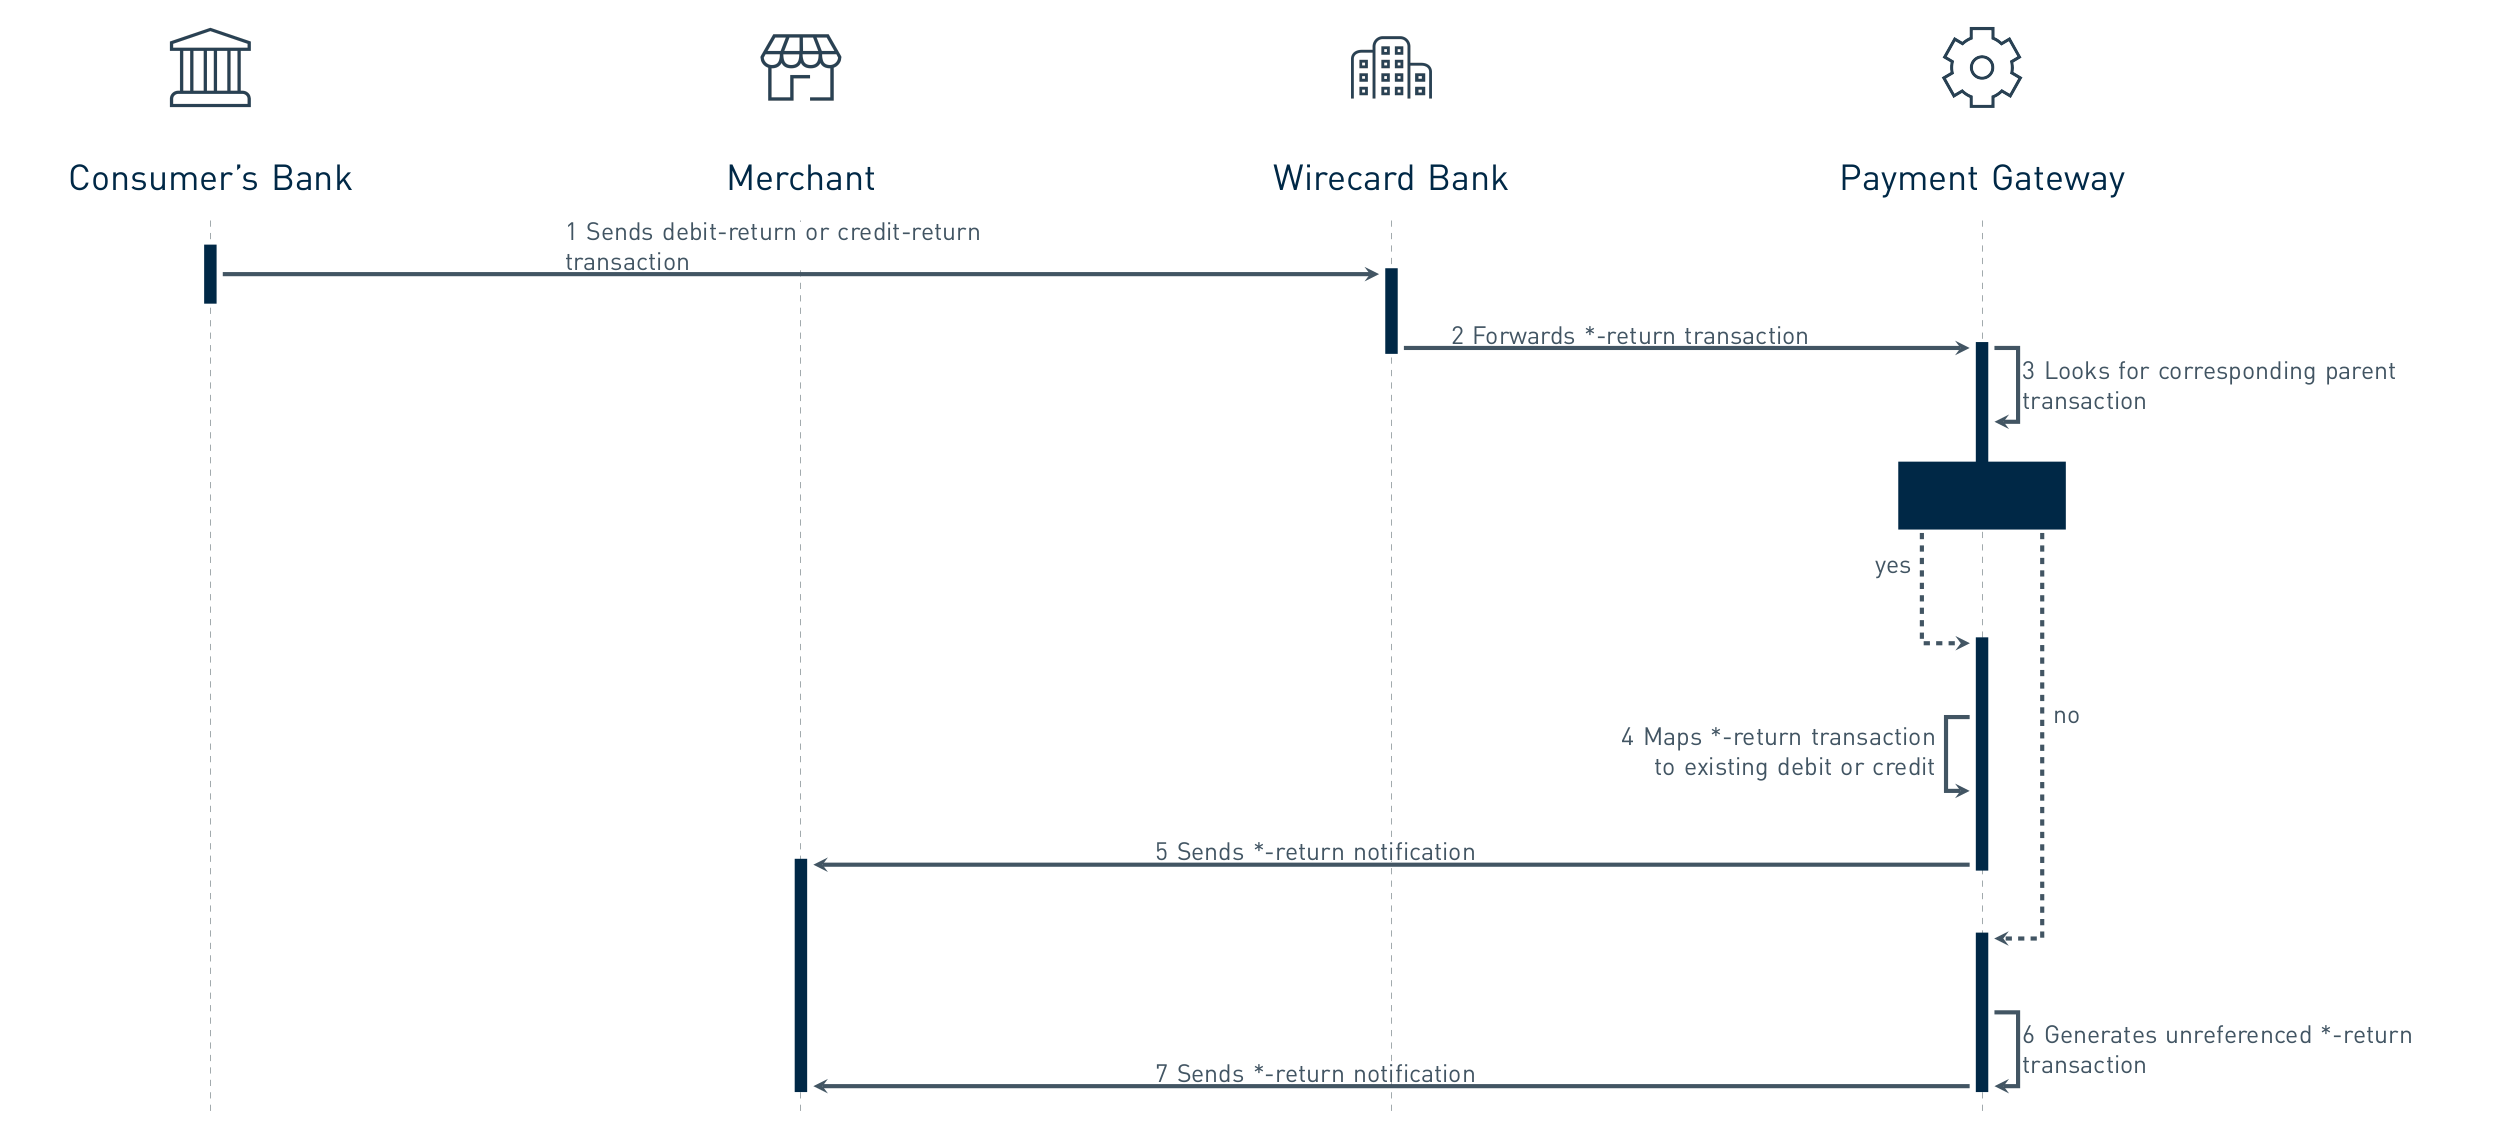 Consumer’s Bank
Merchant
Wirecard Bank
Payment Gateway
1 Sends debit-return or credit-return
transaction
2 Forwards *-return transaction
3 Looks for corresponding parent
transaction
yes
no
4 Maps *-return transaction
to existing debit or credit
5 Sends *-return notification
6 Generates unreferenced *-return
transaction
7 Sends *-return notification